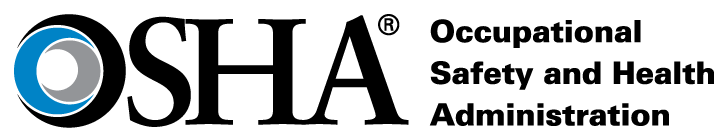 OSHA®
Occupational
Safety and Health
Administration